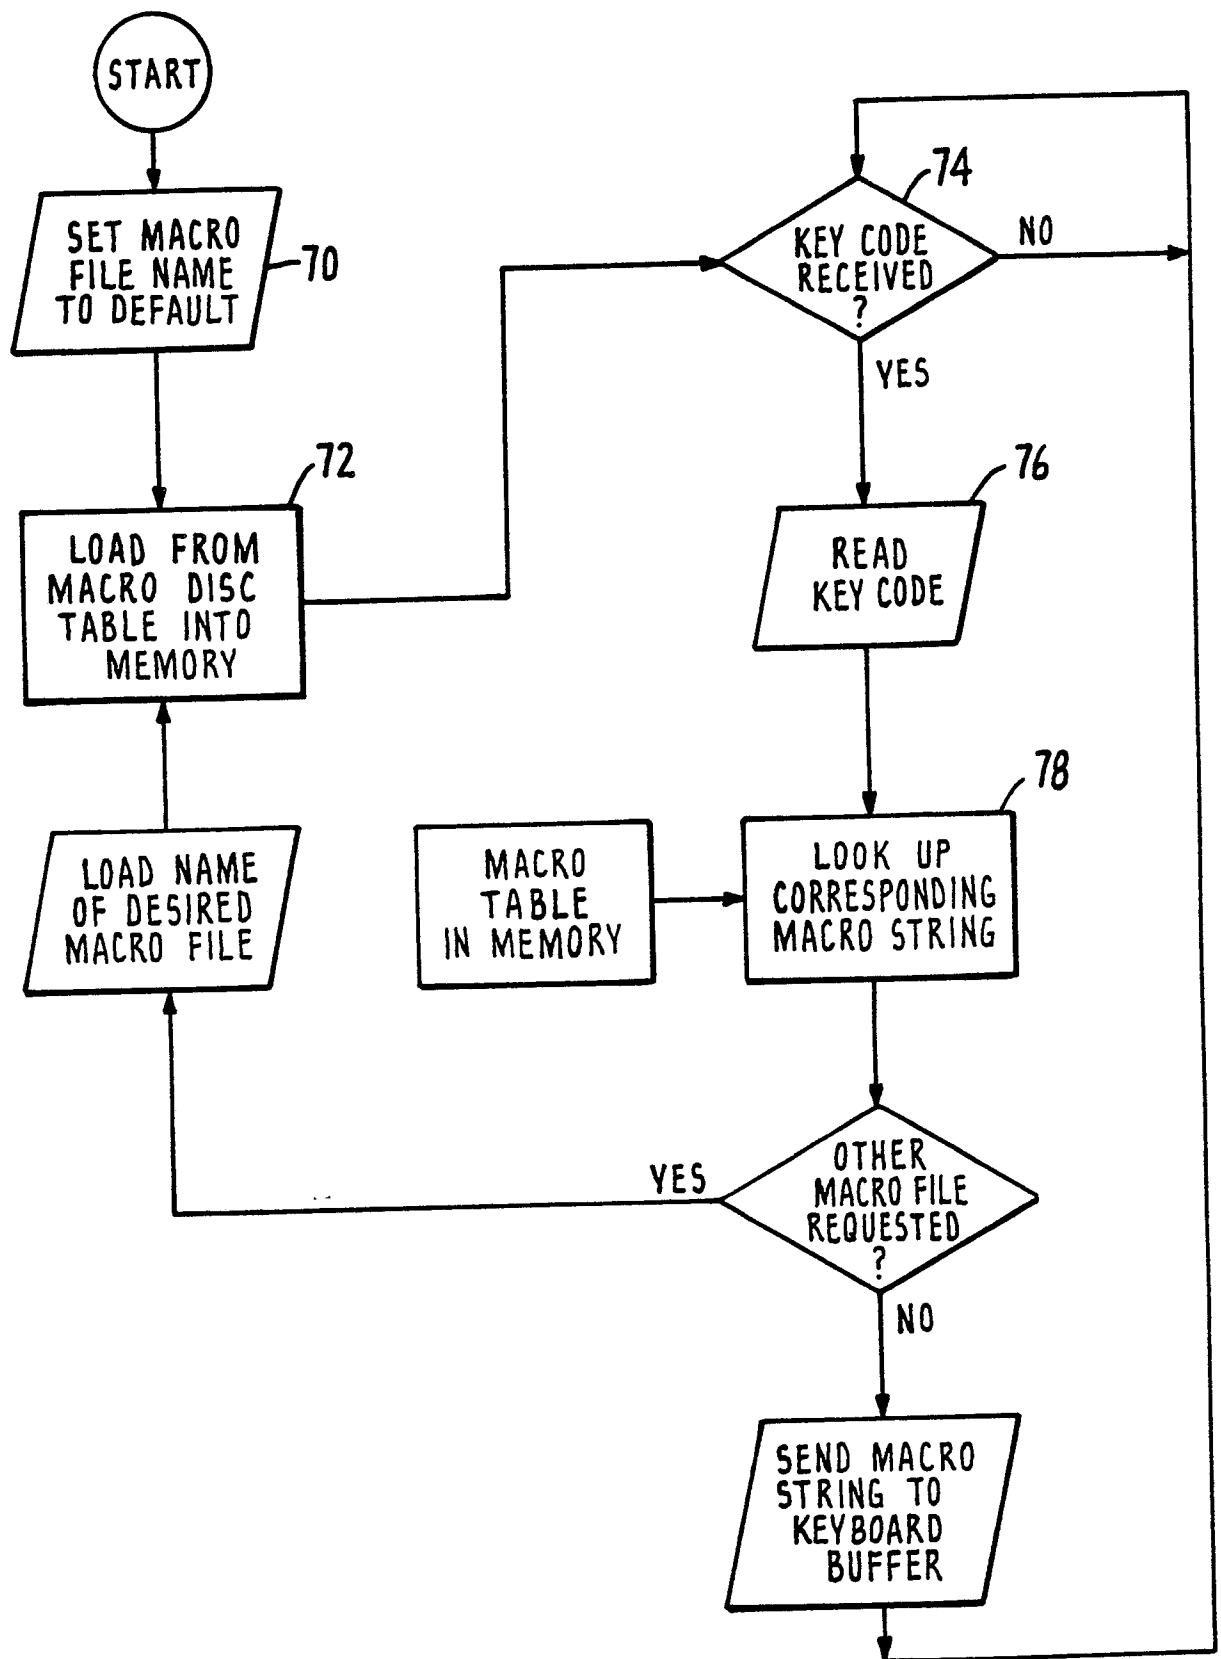 START
SET MACRO
FILE NAME
TO DEFAULT
70
72
LOAD FROM
MACRO DISC
TABLE INTO
MEMORY
LOAD NAME
OF DESIRED
MACRO FILE
74
KEY CODE
RECEIVED
?
NO
YES
76
READ
KEY CODE
78
LOOK UP
CORRESPONDING
MACRO STRING
MACRO
TABLE
IN MEMORY
OTHER
MACRO FILE
REQUESTED
?
YES
NO
SEND MACRO
STRING TO
KEYBOARD
BUFFER